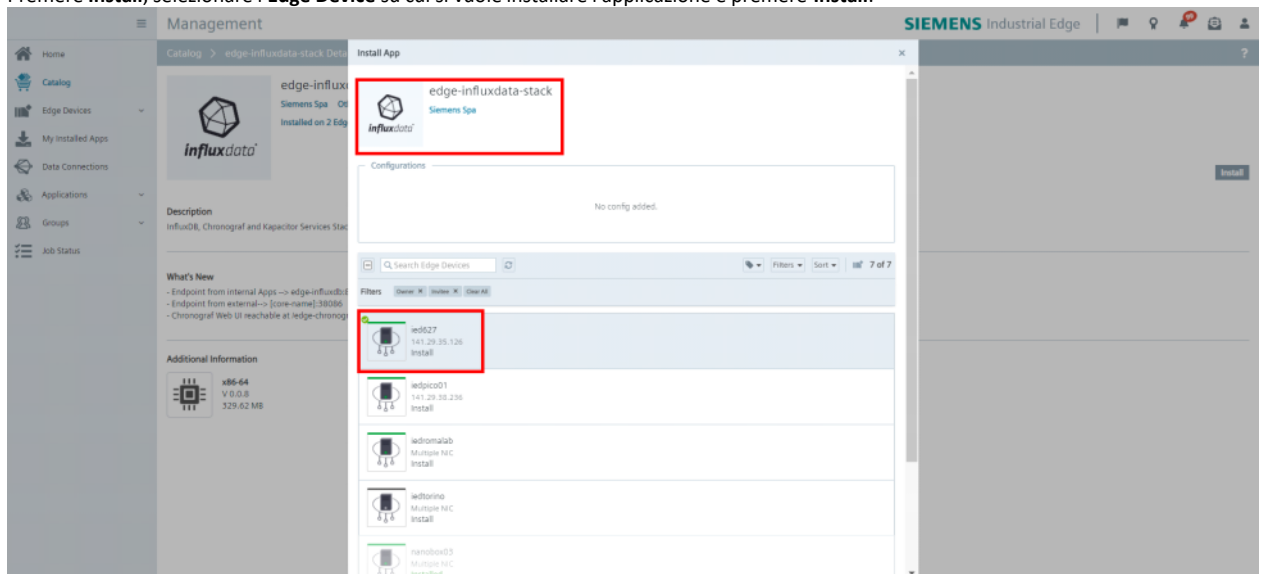 Premere Install, selezionare l'Edge Device su cui si vuole installare l'applicazione e premere Install.
Management
SIEMENS Industrial Edge
Home
Catalog
Edge Devices
My Installed Apps
Data Connections
Applications
Groups
Job Status
Catalog > edge-influxdata-stack Deta
?
influxdata
edge-influx
Siemens Spa
Installed on 2 Edg
Install
Description
InfluxDB, Chronograf and Kapacitor Services Stac
What's New
- Endpoint from internal Apps --> edge-influxdb:
- Endpoint from external--> [core-name]:38086
- Chronograf Web UI reachable at /edge-chronogr
Additional Information
x86-64
V 0.0.8
329.62 MB
Install App
×
influxdata
edge-influxdata-stack
Siemens Spa
Configurations
No config added.
Search Edge Devices
Filters
Sort
7 of 7
Filters
Owner X
Invitee X
Clear All
ied627
141.29.35.126
Install
iedpico01
141.29.38.236
Install
iedromalab
Multiple NIC
Install
iedtorino
Multiple NIC
Install
nanobox03
Multiple NIC
Installed